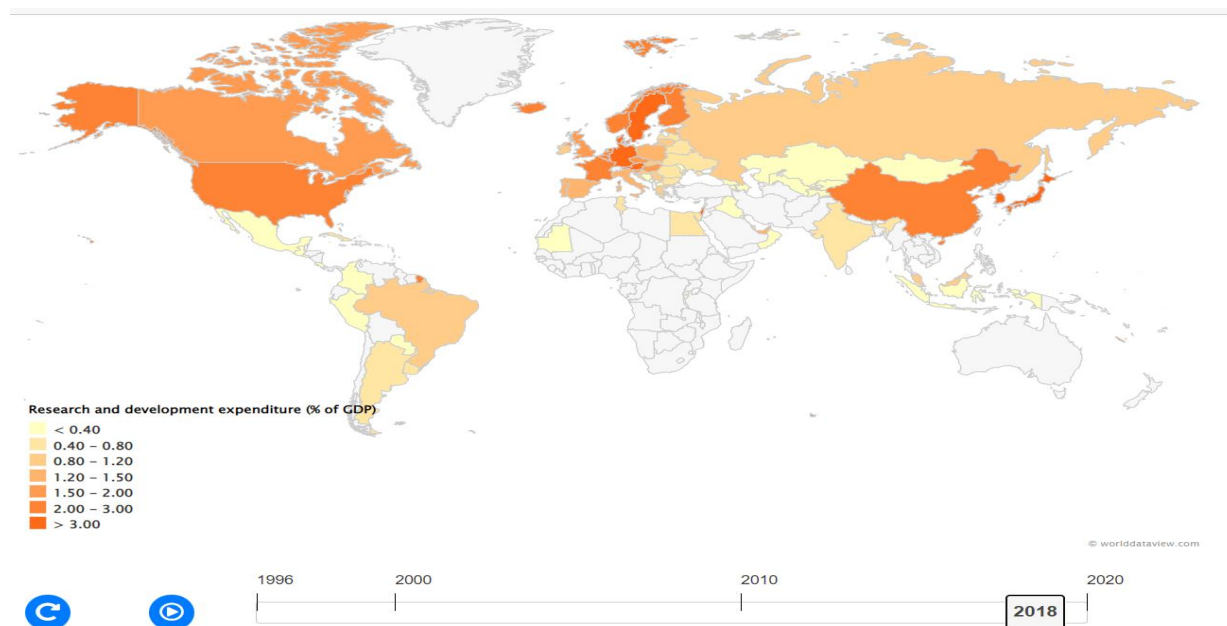 Research and development expenditure (% of GDP)
< 0.40
0.40 – 0.80
0.80 – 1.20
1.20 – 1.50
1.50 – 2.00
2.00 – 3.00
> 3.00
© worlddataview.com
1996 2000 2010 2020
2018